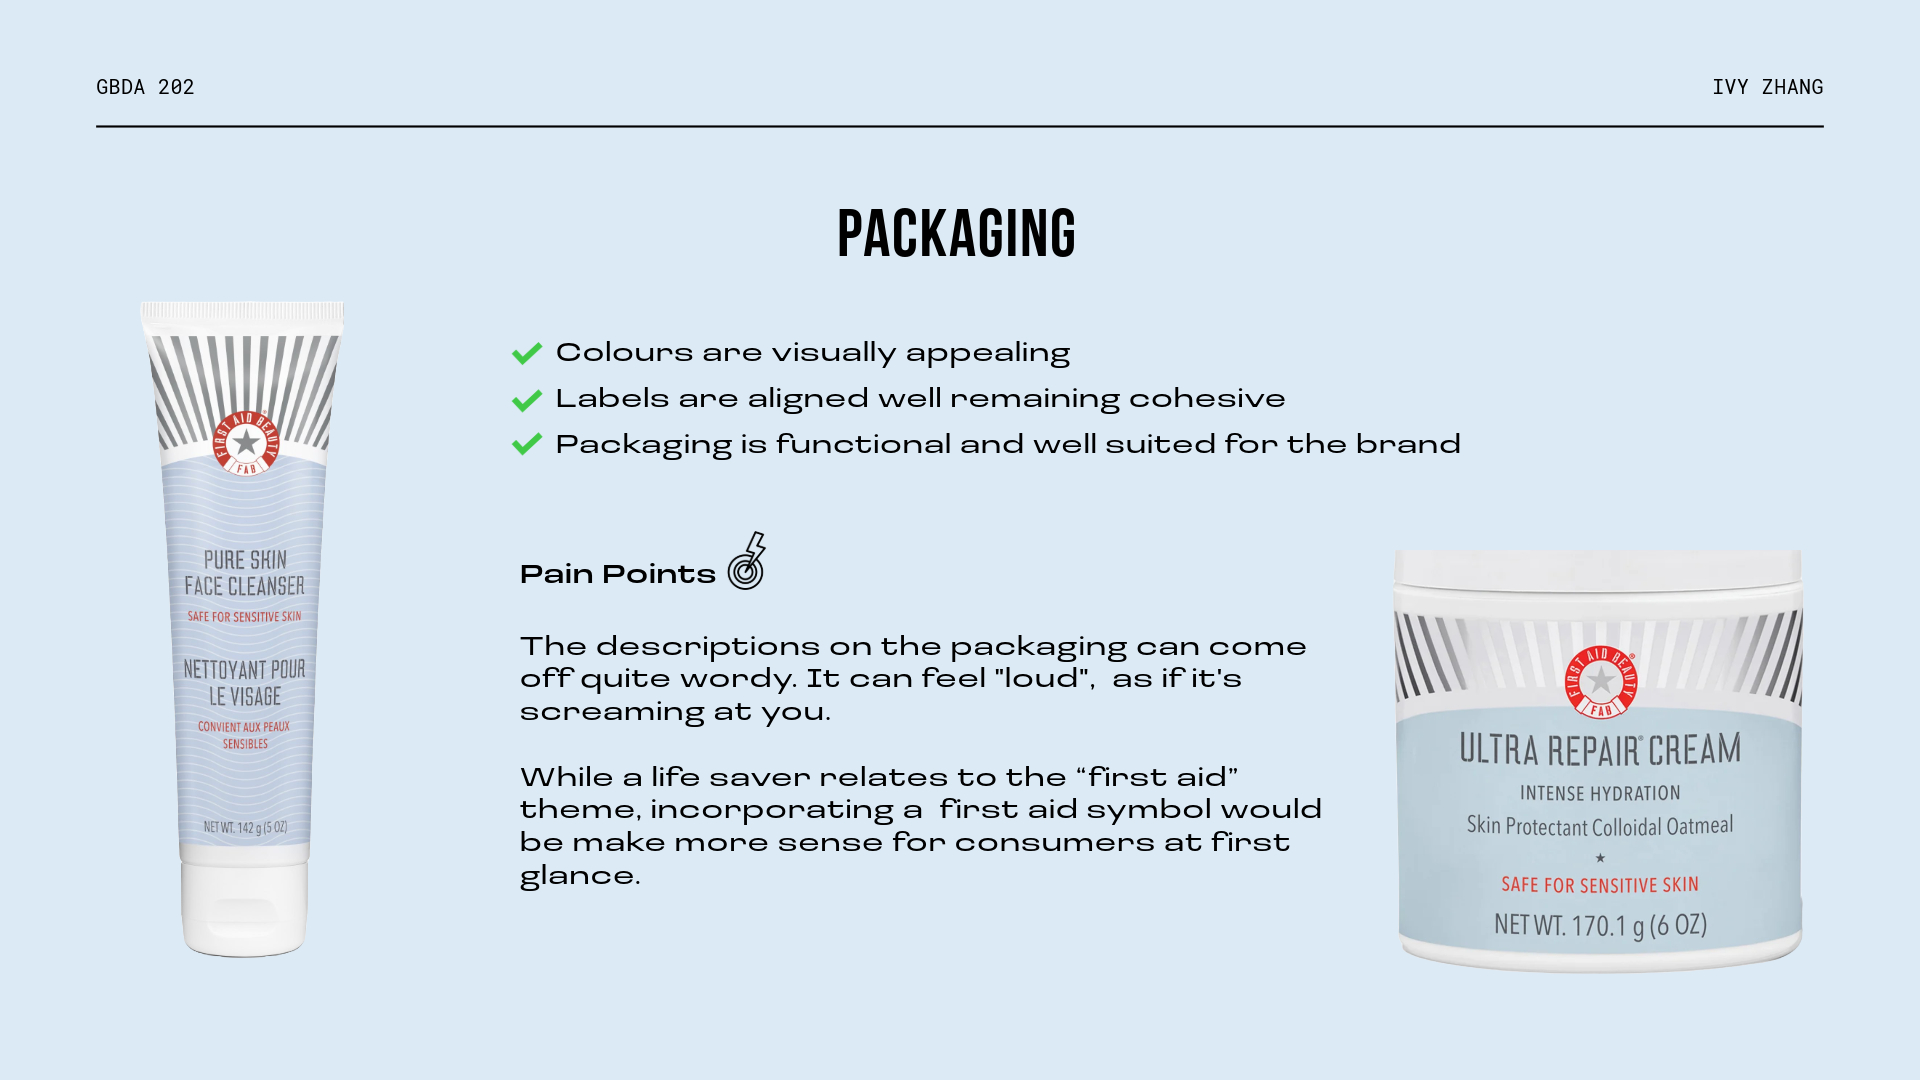 GBDA 202
IVY ZHANG
PACKAGING
Colours are visually appealing
Labels are aligned well remaining cohesive
Packaging is functional and well suited for the brand
Pain Points
The descriptions on the packaging can come
off quite wordy. It can feel "loud",  as if it's
screaming at you.
While a life saver relates to the “first aid”
theme, incorporating a  first aid symbol would
be make more sense for consumers at first
glance.
FIRST AID BEAUTY
FAB
PURE SKIN
FACE CLEANSER
SAFE FOR SENSITIVE SKIN
NETTOYANT POUR
LE VISAGE
CONVIENT AUX PEAUX
SENSIBLES
NET WT. 142 g (5 OZ)
FIRST AID BEAUTY®
FAB
ULTRA REPAIR® CREAM
INTENSE HYDRATION
Skin Protectant Colloidal Oatmeal
SAFE FOR SENSITIVE SKIN
NET WT. 170.1 g (6 OZ)